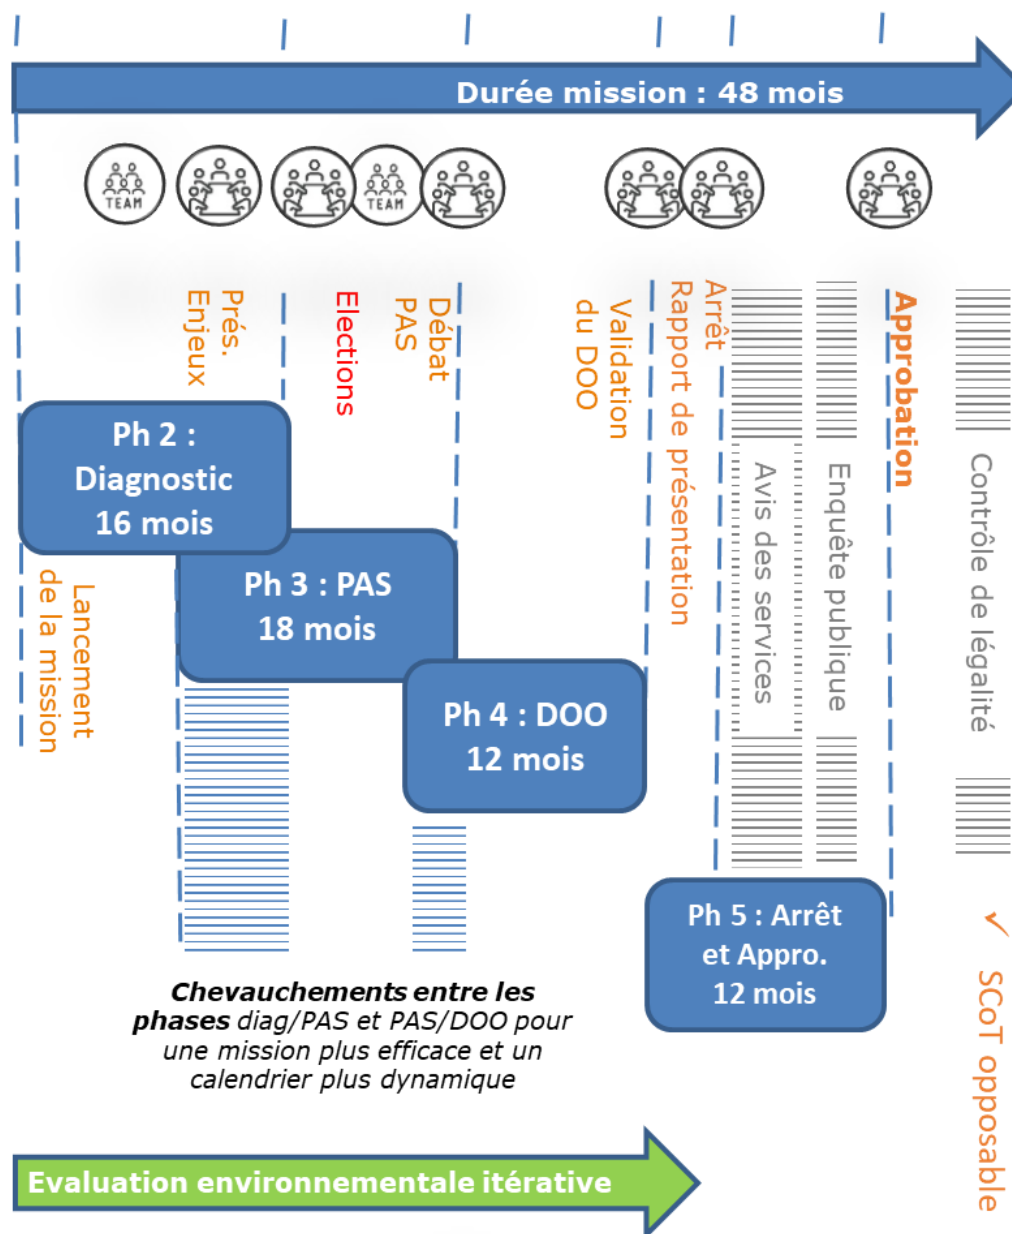 Durée mission : 48 mois
TEAM
TEAM
Prés.
Enjeux
Elections
Débat
PAS
Validation
du DOO
Arrêt
Rapport de présentation
Approbation
Ph 2 :
Diagnostic
16 mois
Lancement
de la mission
Ph 3 : PAS
18 mois
Ph 4 : DOO
12 mois
Avis des services
Enquête publique
Contrôle de légalité
Ph 5 : Arrêt
et Appro.
12 mois
✓ SCoT opposable
Chevauchements entre les
phases diag/PAS et PAS/DOO pour
une mission plus efficace et un
calendrier plus dynamique
Evaluation environnementale itérative